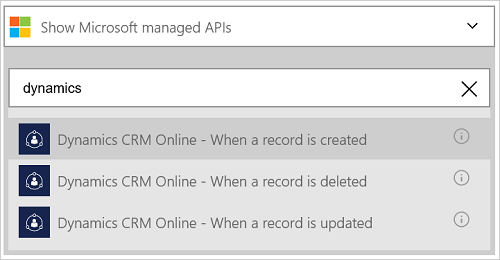 Show Microsoft managed APIs
dynamics
Dynamics CRM Online - When a record is created
Dynamics CRM Online - When a record is deleted
Dynamics CRM Online - When a record is updated